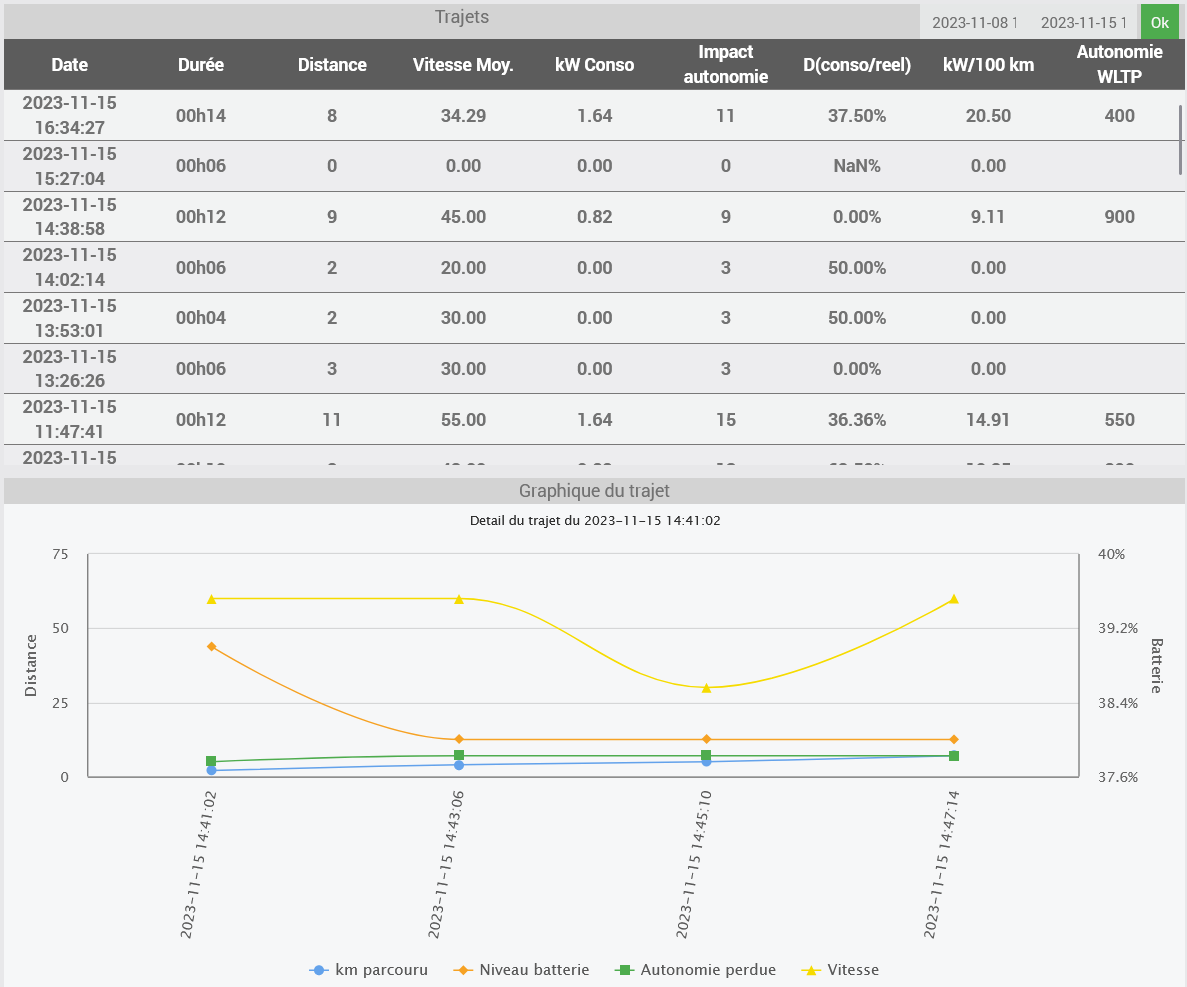 Trajets
2023-11-08 1 2023-11-15 1 Ok
Date Durée Distance Vitesse Moy. kW Conso Impact autonomie D(conso/reel) kW/100 km Autonomie WLTP
2023-11-15 16:34:27 00h14 8 34.29 1.64 11 37.50% 20.50 400
2023-11-15 15:27:04 00h06 0 0.00 0.00 0 NaN% 0.00
2023-11-15 14:38:58 00h12 9 45.00 0.82 9 0.00% 9.11 900
2023-11-15 14:02:14 00h06 2 20.00 0.00 3 50.00% 0.00
2023-11-15 13:53:01 00h04 2 30.00 0.00 3 50.00% 0.00
2023-11-15 13:26:26 00h06 3 30.00 0.00 3 0.00% 0.00
2023-11-15 11:47:41 00h12 11 55.00 1.64 15 36.36% 14.91 550
2023-11-15
Graphique du trajet
Detail du trajet du 2023-11-15 14:41:02
75
50
25
0
Distance
40%
39.2%
38.4%
37.6%
Batterie
2023-11-15 14:41:02
2023-11-15 14:43:06
2023-11-15 14:45:10
2023-11-15 14:47:14
km parcouru Niveau batterie Autonomie perdue Vitesse